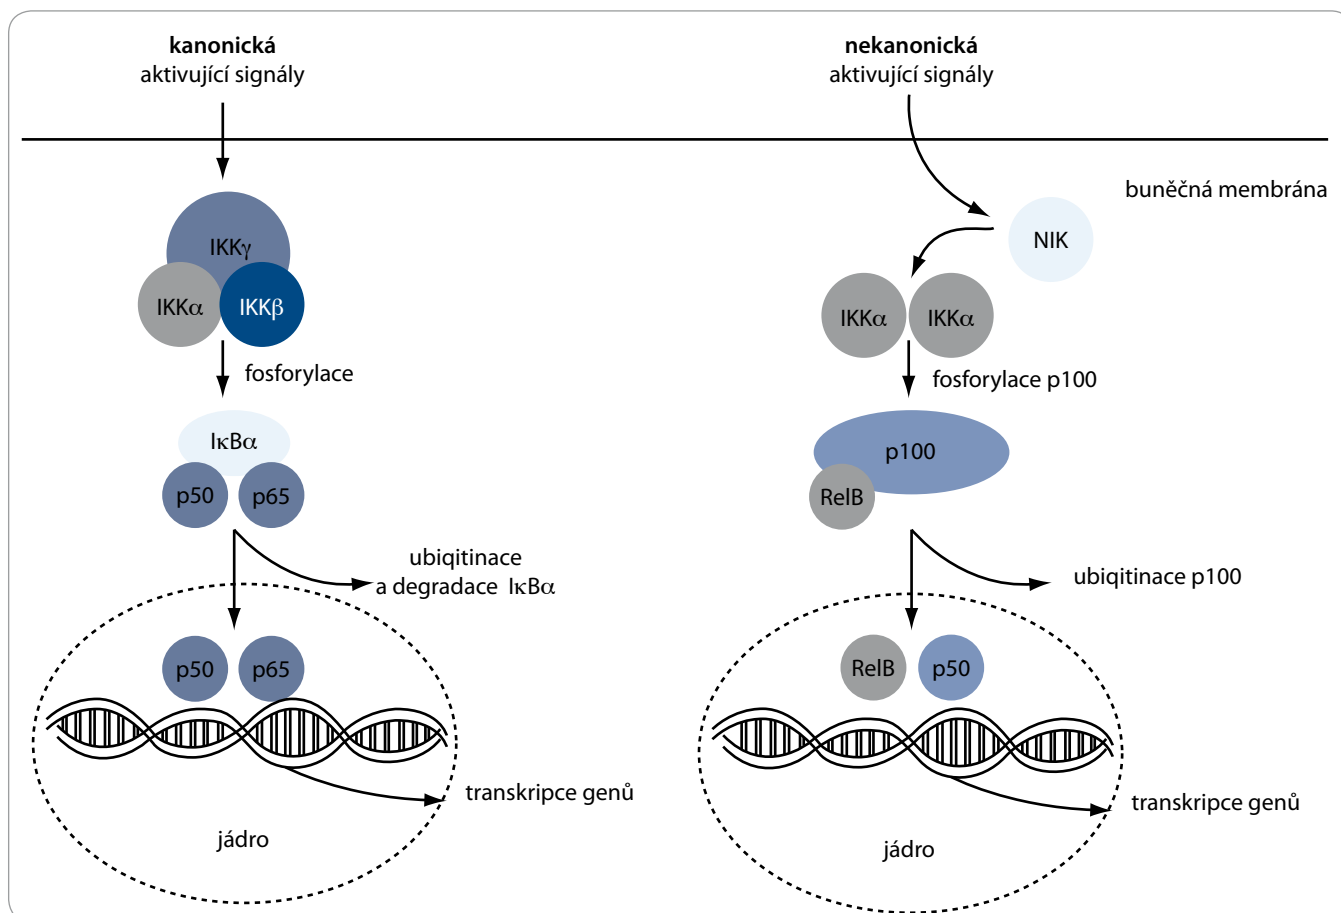 kanonická
aktivující signály
IKKγ
IKKα
IKKβ
fosforylace
IκBα
p50
p65
ubiqitinace
a degradace IκBα
p50
p65
transkripce genů
jádro
nekanonická
aktivující signály
buněčná membrána
NIK
IKKα
IKKα
fosforylace p100
p100
RelB
ubiqitinace p100
RelB
p50
transkripce genů
jádro